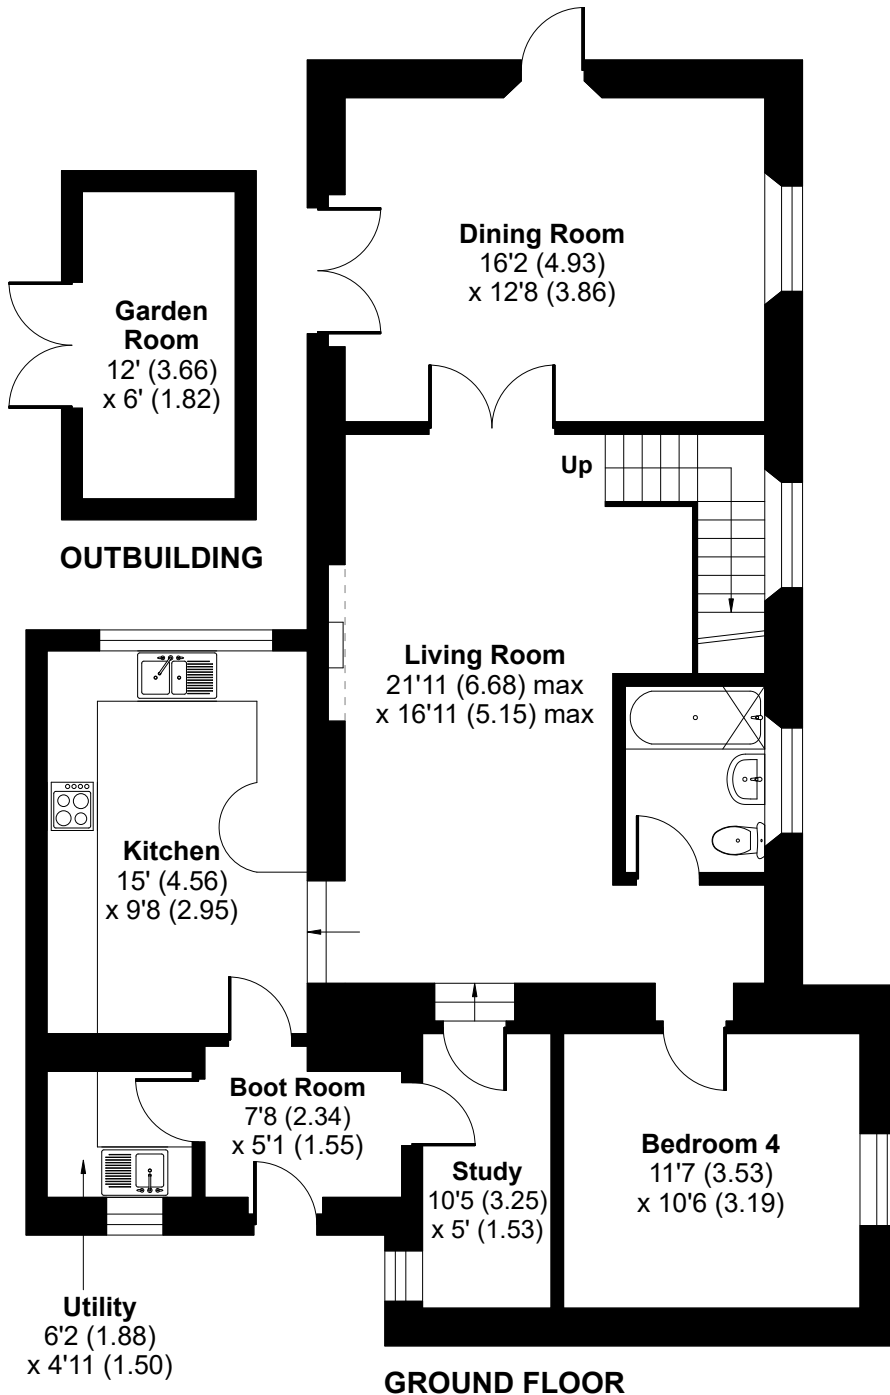 Dining Room
16'2 (4.93)
x 12'8 (3.86)
Garden
Room
12' (3.66)
x 6' (1.82)
OUTBUILDING
Up
Living Room
21'11 (6.68) max
x 16'11 (5.15) max
Kitchen
15' (4.56)
x 9'8 (2.95)
Boot Room
7'8 (2.34)
x 5'1 (1.55)
Study
10'5 (3.25)
x 5' (1.53)
Bedroom 4
11'7 (3.53)
x 10'6 (3.19)
Utility
6'2 (1.88)
x 4'11 (1.50)
GROUND FLOOR